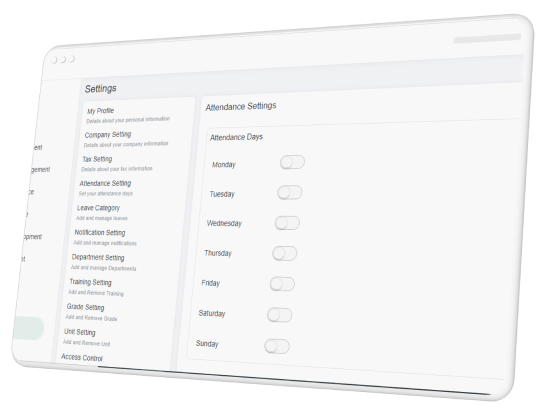 Settings
ent
gement
ce
opment
My Profile
Details about your personal information
Company Setting
Details about your company information
Tax Setting
Details about your tax information
Attendance Setting
Set your attendance days
Leave Category
Add and manage leaves
Notification Setting
Add and manage notifications
Department Setting
Add and manage Departments
Training Setting
Add and Remove Training
Grade Setting
Add and Remove Grade
Unit Setting
Add and Remove Unit
Access Control
Attendance Settings
Attendance Days
Monday
Tuesday
Wednesday
Thursday
Friday
Saturday
Sunday